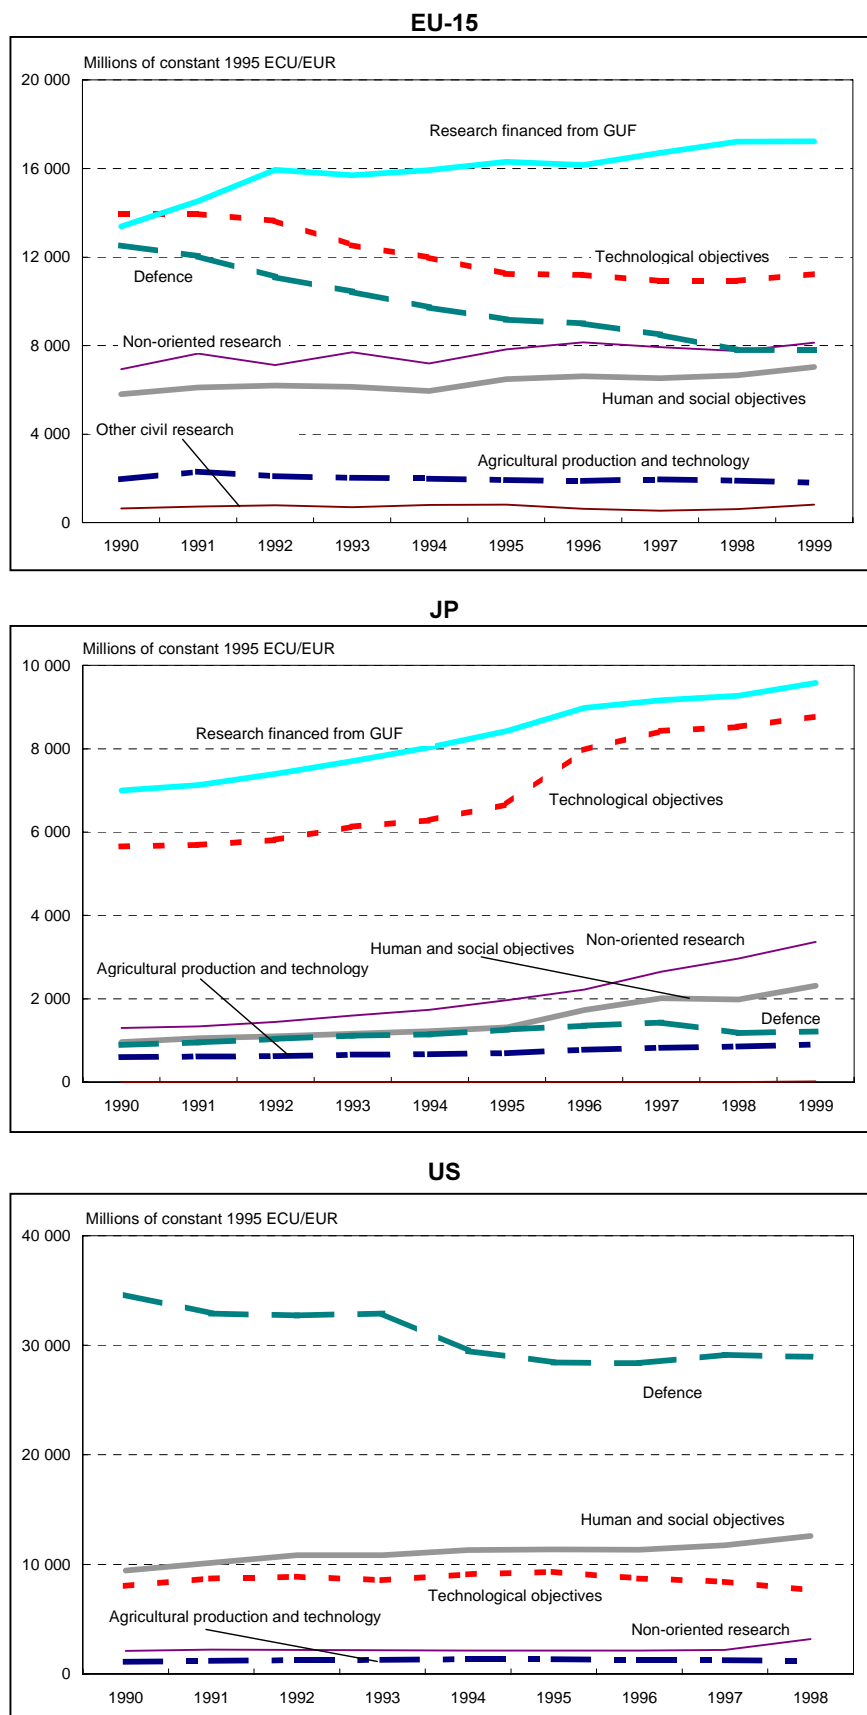 EU-15
Millions of constant 1995 ECU/EUR
20 000
Research financed from GUF
16 000
Technological objectives
12 000
Defence
Non-oriented research
8 000
Human and social objectives
Other civil research
4 000
Agricultural production and technology
0
1990 1991 1992 1993 1994 1995 1996 1997 1998 1999
JP
Millions of constant 1995 ECU/EUR
10 000
Research financed from GUF
8 000
Technological objectives
6 000
4 000
Non-oriented research
Human and social objectives
Agricultural production and technology
2 000
Defence
0
1990 1991 1992 1993 1994 1995 1996 1997 1998 1999
US
Millions of constant 1995 ECU/EUR
40 000
30 000
Defence
20 000
Human and social objectives
10 000
Technological objectives
Agricultural production and technology
Non-oriented research
0
1990 1991 1992 1993 1994 1995 1996 1997 1998